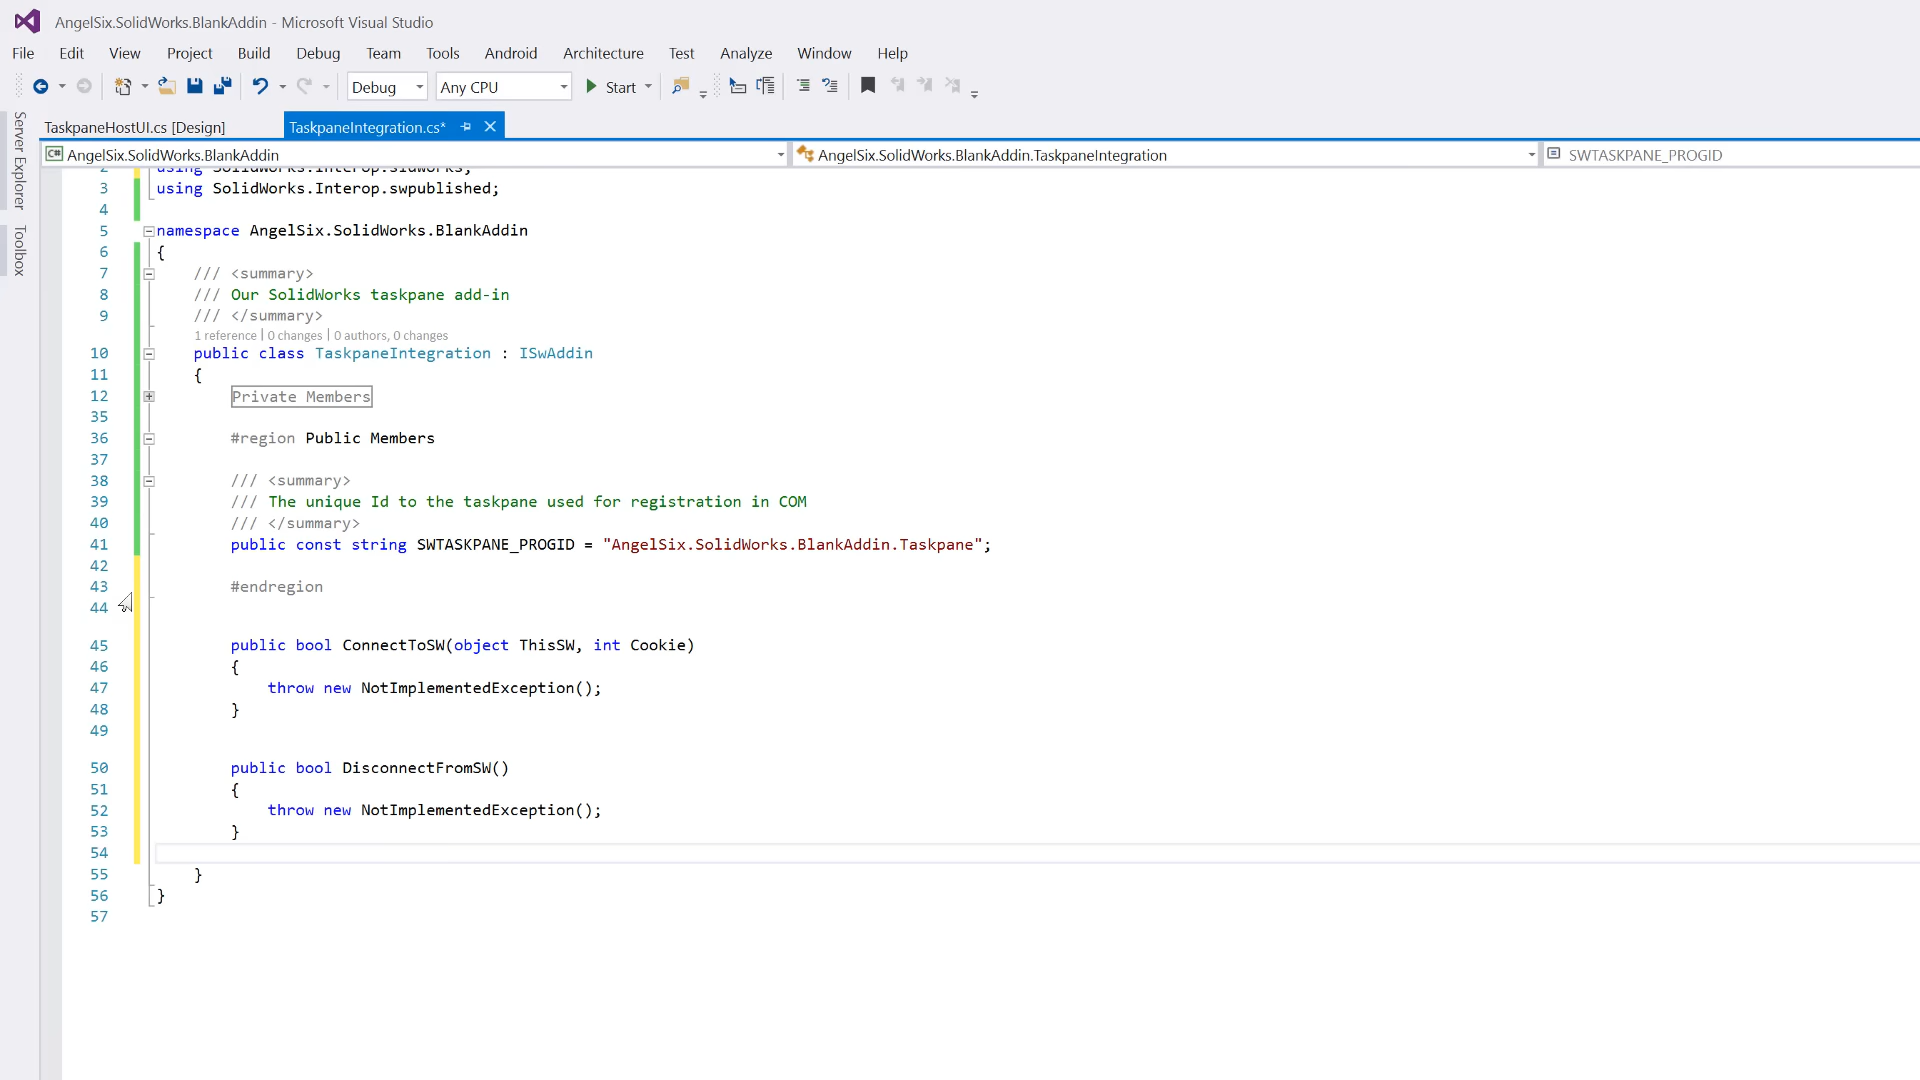 AngelSix.SolidWorks.BlankAddin - Microsoft Visual Studio
File Edit View Project Build Debug Team Tools Android Architecture Test Analyze Window Help
Debug Any CPU Start
Server Explorer
Toolbox
TaskpaneHostUI.cs [Design] TaskpaneIntegration.cs*
C# AngelSix.SolidWorks.BlankAddin AngelSix.SolidWorks.BlankAddin.TaskpaneIntegration SWTASKPANE_PROGID
2 using SolidWorks.Interop.sldworks;
3 using SolidWorks.Interop.swpublished;
4
5 namespace AngelSix.SolidWorks.BlankAddin
6 {
7 /// <summary>
8 /// Our SolidWorks taskpane add-in
9 /// </summary>
1 reference | 0 changes | 0 authors, 0 changes
10 public class TaskpaneIntegration : ISwAddin
11 {
12 Private Members
35
36 #region Public Members
37
38 /// <summary>
39 /// The unique Id to the taskpane used for registration in COM
40 /// </summary>
41 public const string SWTASKPANE_PROGID = "AngelSix.SolidWorks.BlankAddin.Taskpane";
42
43 #endregion
44
45 public bool ConnectToSW(object ThisSW, int Cookie)
46 {
47 throw new NotImplementedException();
48 }
49
50 public bool DisconnectFromSW()
51 {
52 throw new NotImplementedException();
53 }
54
55 }
56 }
57